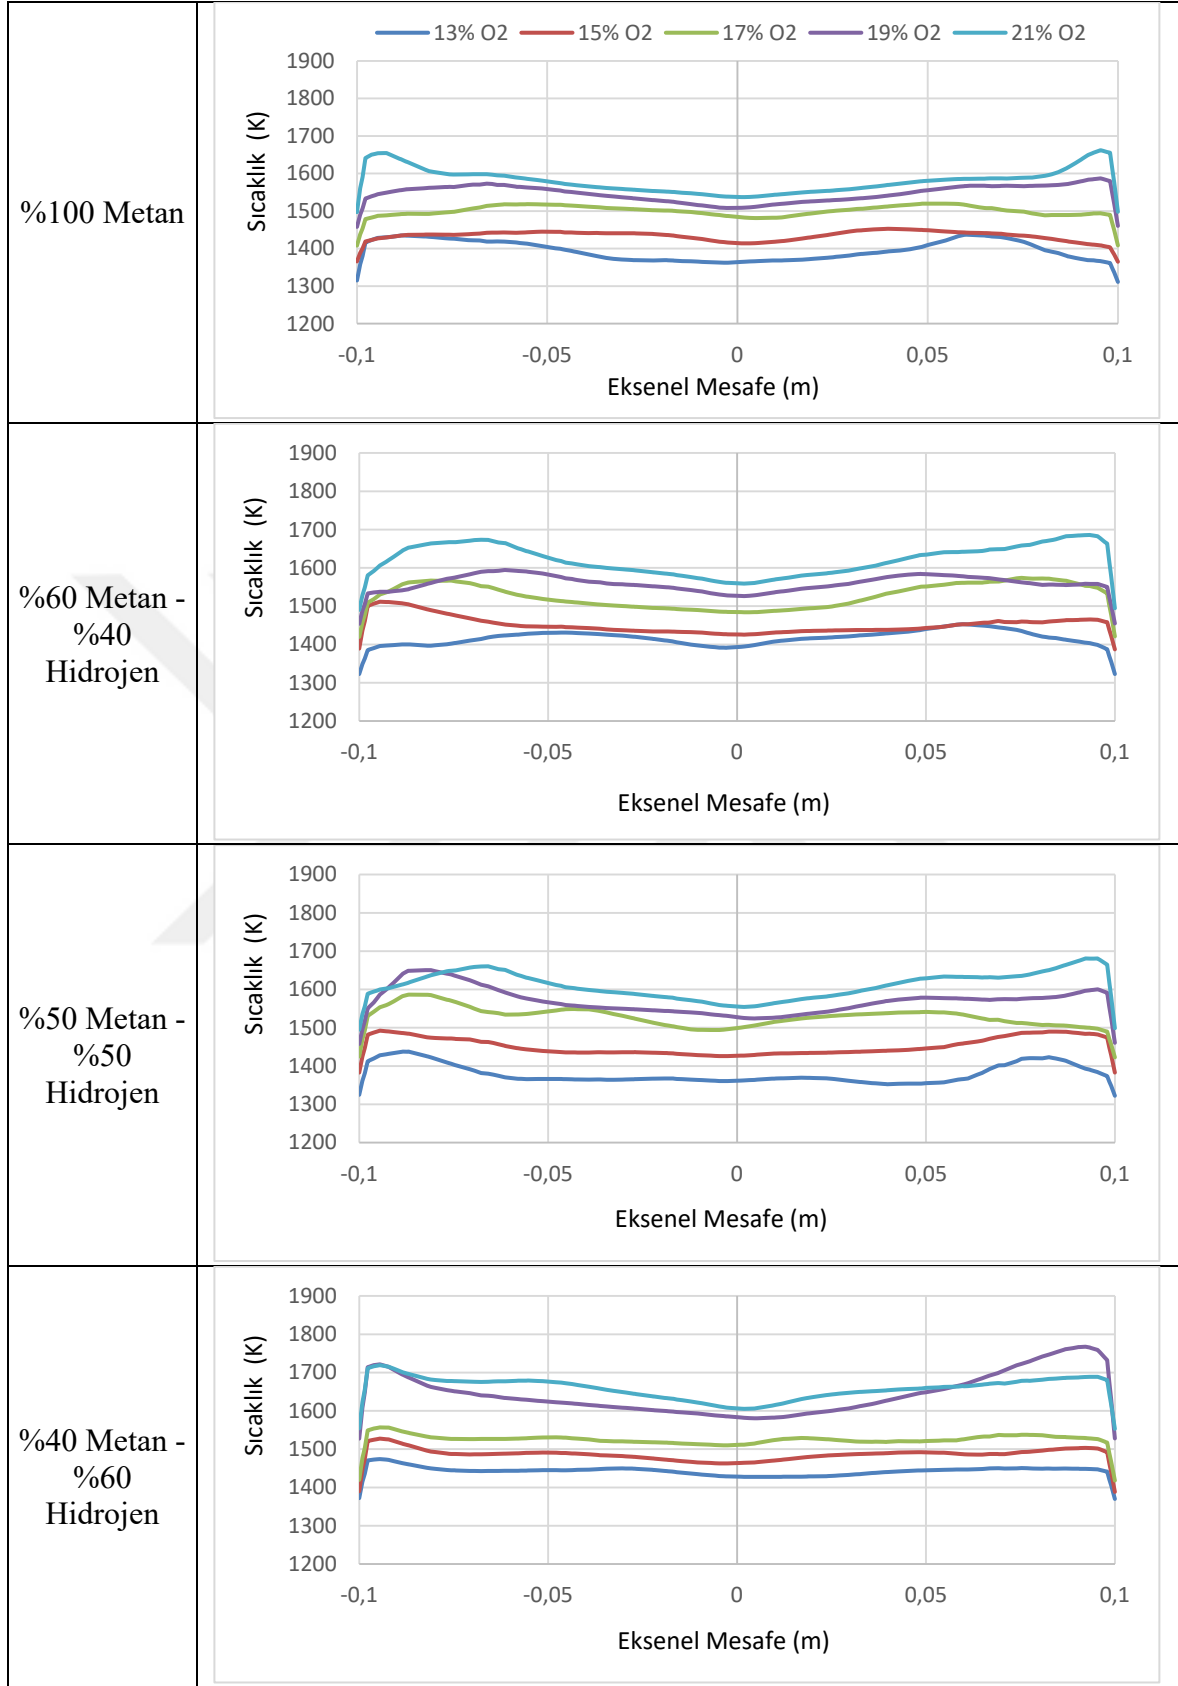 13% O2 15% O2 17% O2 19% O2 21% O2
%100 Metan
Sıcaklık (K)
1900
1800
1700
1600
1500
1400
1300
1200
-0,1 -0,05 0 0,05 0,1
Eksenel Mesafe (m)
%60 Metan -
%40
Hidrojen
Sıcaklık (K)
1900
1800
1700
1600
1500
1400
1300
1200
-0,1 -0,05 0 0,05 0,1
Eksenel Mesafe (m)
%50 Metan -
%50
Hidrojen
Sıcaklık (K)
1900
1800
1700
1600
1500
1400
1300
1200
-0,1 -0,05 0 0,05 0,1
Eksenel Mesafe (m)
%40 Metan -
%60
Hidrojen
Sıcaklık (K)
1900
1800
1700
1600
1500
1400
1300
1200
-0,1 -0,05 0 0,05 0,1
Eksenel Mesafe (m)